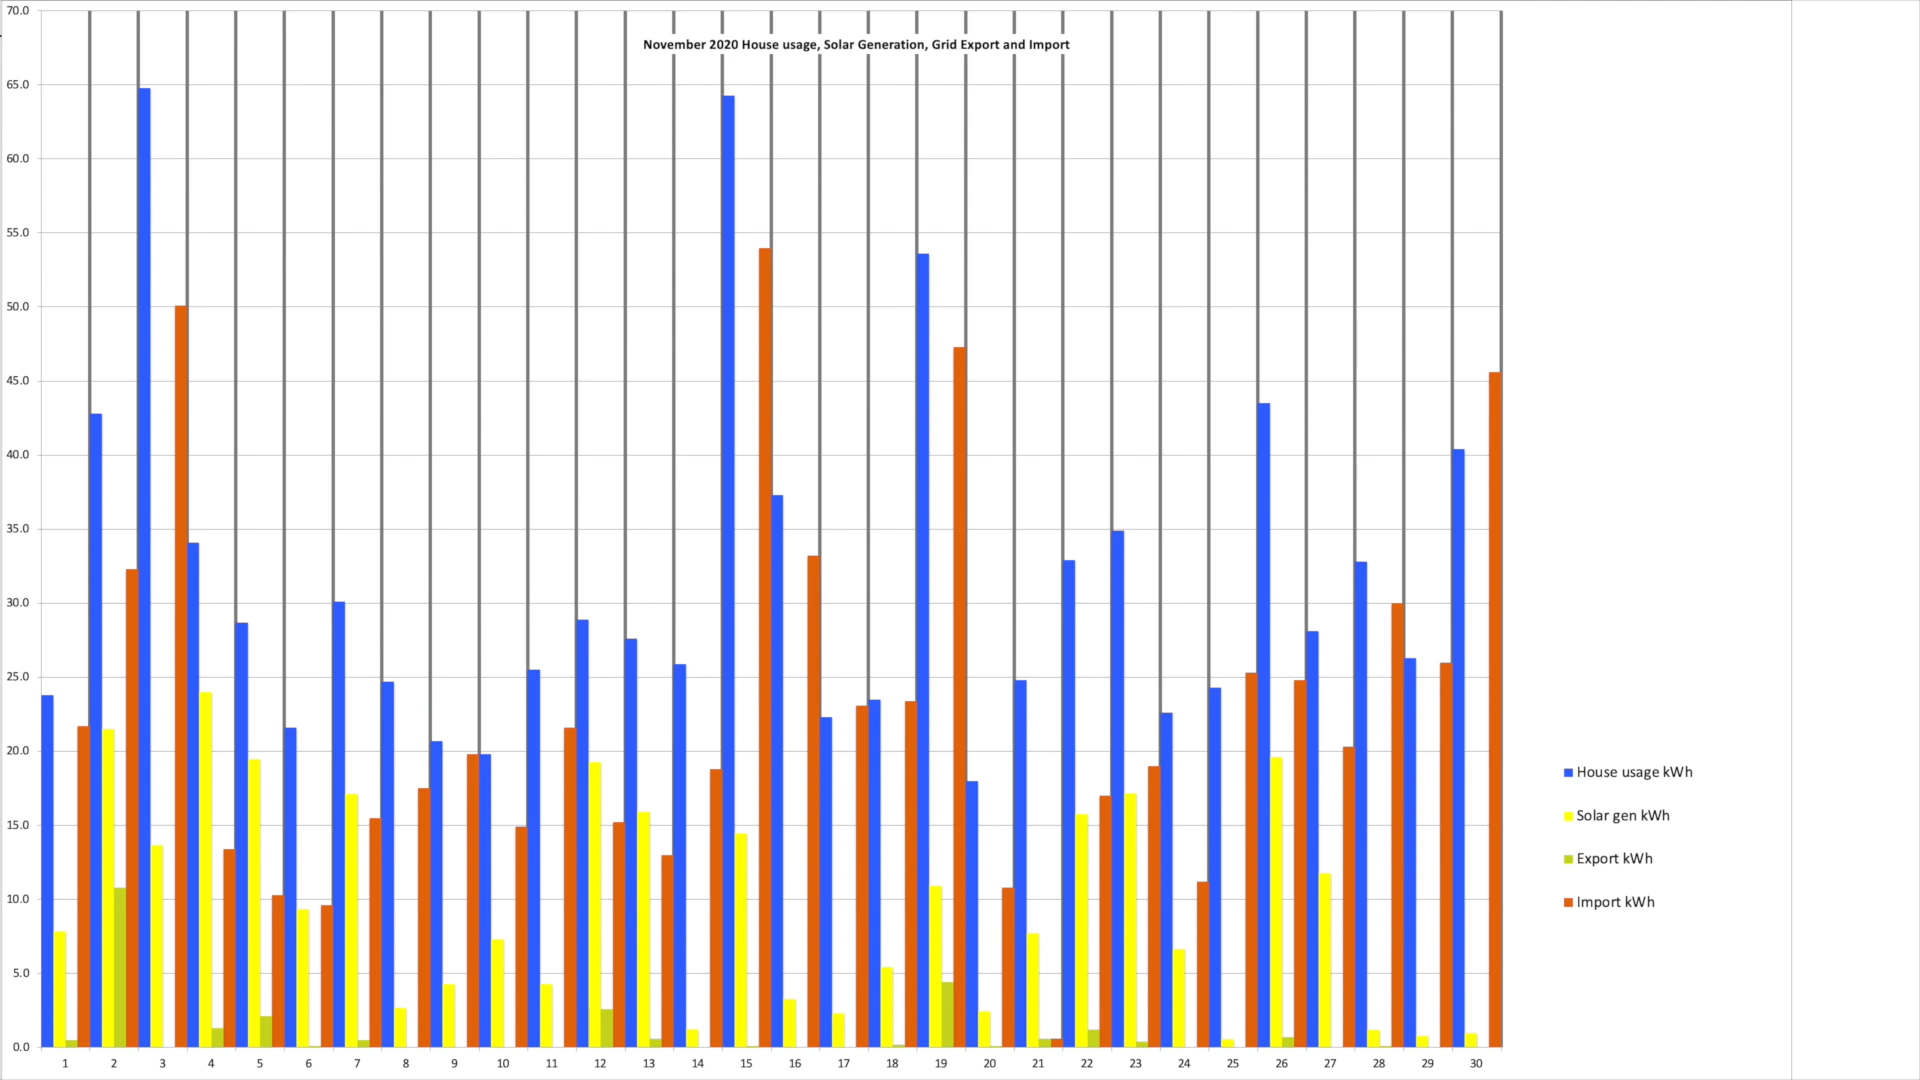 November 2020 House usage, Solar Generation, Grid Export and Import
70.0
65.0
60.0
55.0
50.0
45.0
40.0
35.0
30.0
25.0
20.0
15.0
10.0
5.0
0.0
1 2 3 4 5 6 7 8 9 10 11 12 13 14 15 16 17 18 19 20 21 22 23 24 25 26 27 28 29 30
House usage kWh
Solar gen kWh
Export kWh
Import kWh